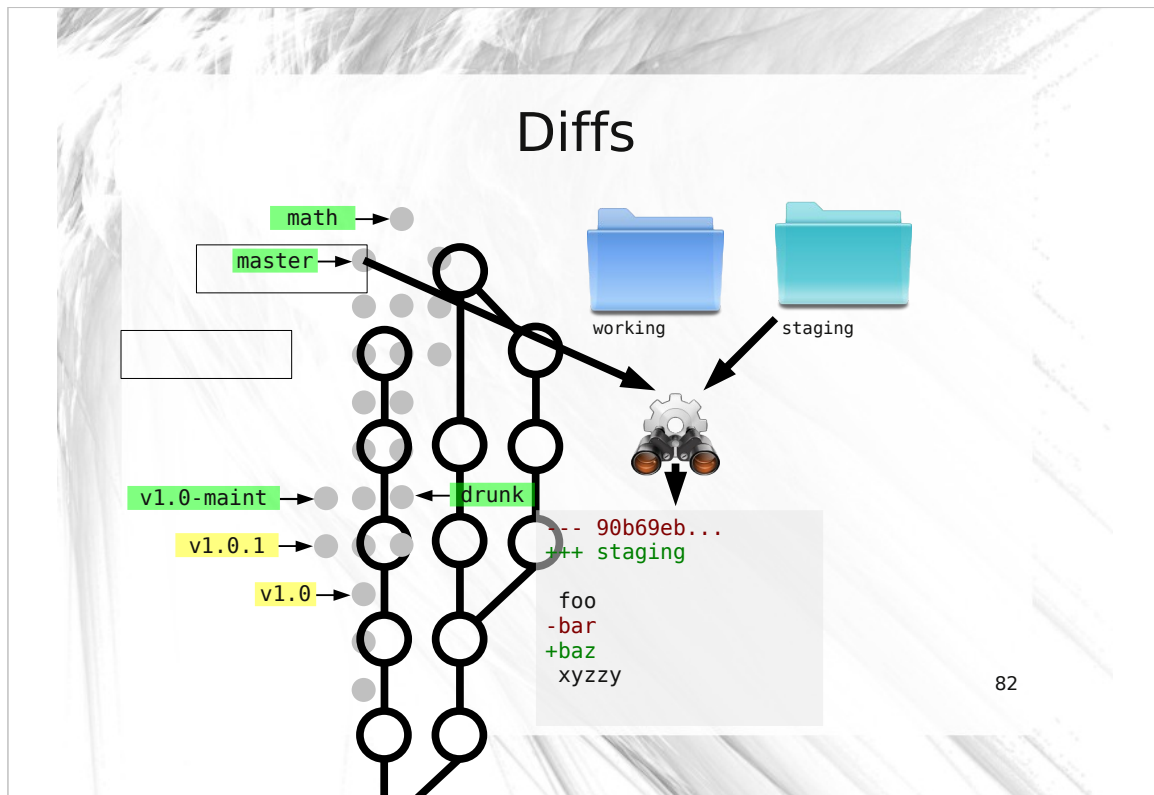 Diffs
math
master
working
staging
v1.0-maint
drunk
v1.0.1
v1.0
--- 90b69eb...
+++ staging
foo
-bar
+baz
xyzzy
82